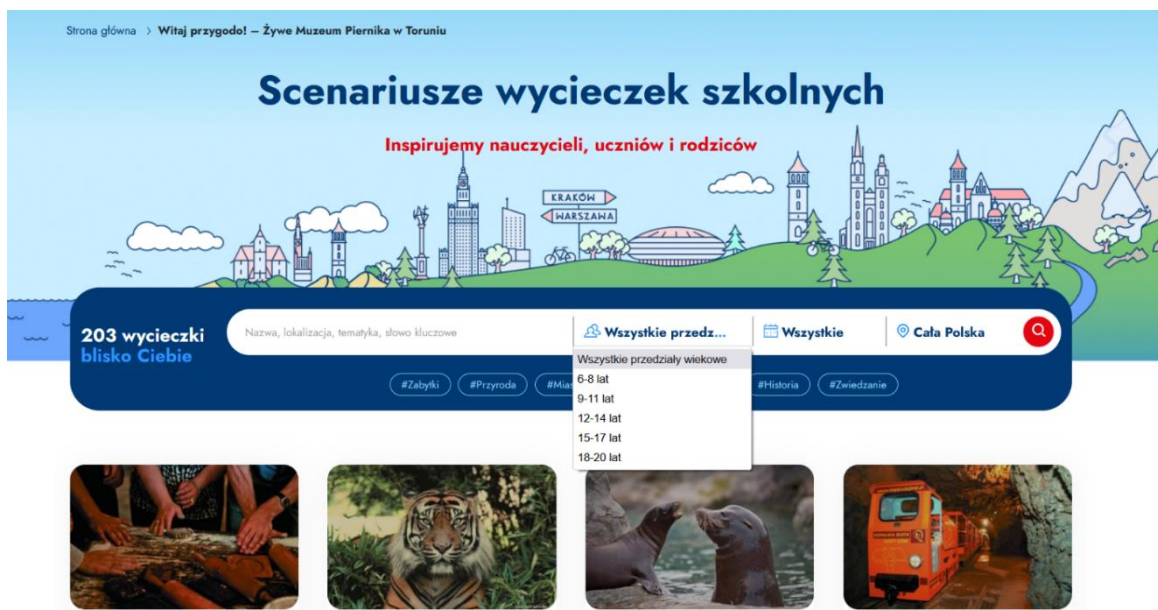 Strona główna > Witaj przygodo! – Żywe Muzeum Piernika w Toruniu
Scenariusze wycieczek szkolnych
Inspirujemy nauczycieli, uczniów i rodziców
KRAKÓW
WARSZAWA
203 wycieczki
blisko Ciebie
Nazwa, lokalizacja, tematyka, słowo kluczowe
Wszystkie przedz...
Wszystkie
Cała Polska
Wszystkie przedziały wiekowe
6-8 lat
9-11 lat
12-14 lat
15-17 lat
18-20 lat
#Zabytki
#Przyroda
#Historia
#Zwiedzanie